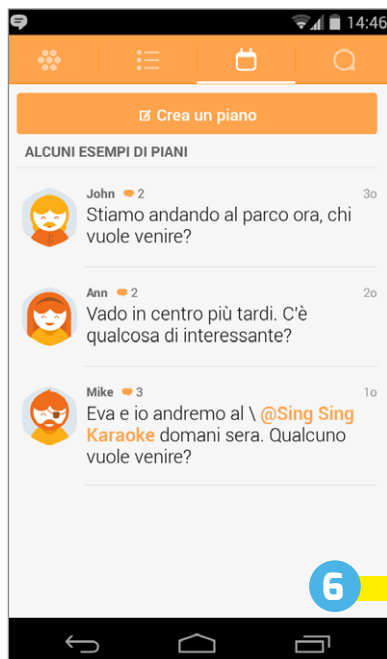 14:46
Crea un piano
ALCUNI ESEMPI DI PIANI
John 2 3o
Stiamo andando al parco ora, chi
vuole venire?
Ann 2 2o
Vado in centro più tardi. C'è
qualcosa di interessante?
Mike 3 1o
Eva e io andremo al \ @Sing Sing
Karaoke domani sera. Qualcuno
vuole venire?
6